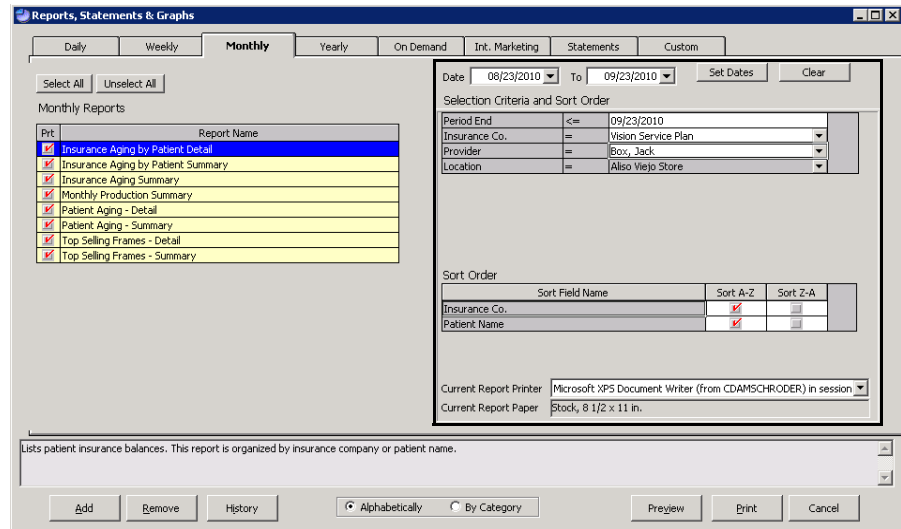 Reports, Statements & Graphs
Daily Weekly Monthly Yearly On Demand Int. Marketing Statements Custom
Select All Unselect All
Monthly Reports
Prt Report Name
Insurance Aging by Patient Detail
Insurance Aging by Patient Summary
Insurance Aging Summary
Monthly Production Summary
Patient Aging - Detail
Patient Aging - Summary
Top Selling Frames - Detail
Top Selling Frames - Summary
Date 08/23/2010 To 09/23/2010 Set Dates Clear
Selection Criteria and Sort Order
Period End <= 09/23/2010
Insurance Co. = Vision Service Plan
Provider = Box, Jack
Location = Aliso Viejo Store
Sort Order
Sort Field Name Sort A-Z Sort Z-A
Insurance Co.
Patient Name
Current Report Printer Microsoft XPS Document Writer (from CDAMSCHRODER) in session
Current Report Paper Stock, 8 1/2 x 11 in.
Lists patient insurance balances. This report is organized by insurance company or patient name.
Add Remove History Alphabetically By Category Preview Print Cancel